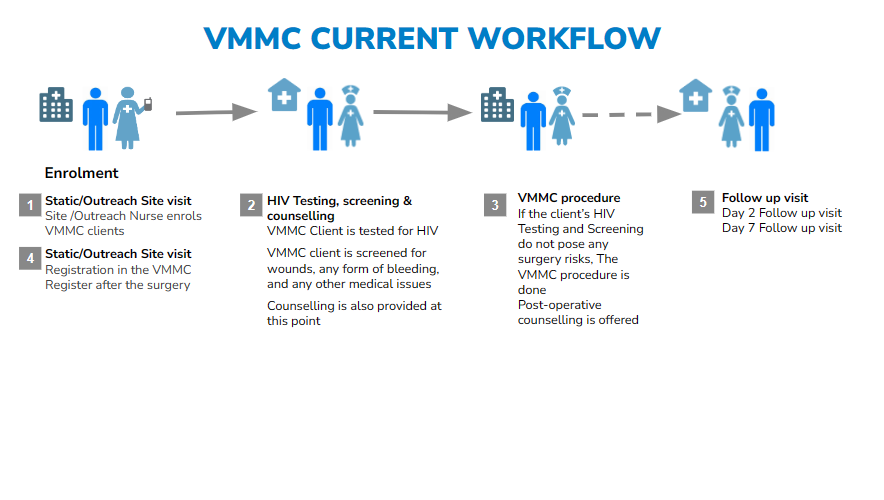 VMMC CURRENT WORKFLOW
Enrolment
1
Static/Outreach Site visit
Site /Outreach Nurse enrols
VMMC clients
4
Static/Outreach Site visit
Registration in the VMMC
Register after the surgery
2
HIV Testing, screening &
counselling
VMMC Client is tested for HIV
VMMC client is screened for
wounds, any form of bleeding,
and any other medical issues
Counselling is also provided at
this point
3
VMMC procedure
If the client's HIV
Testing and Screening
do not pose any
surgery risks, The
VMMC procedure is
done
Post-operative
counselling is offered
5
Follow up visit
Day 2 Follow up visit
Day 7 Follow up visit